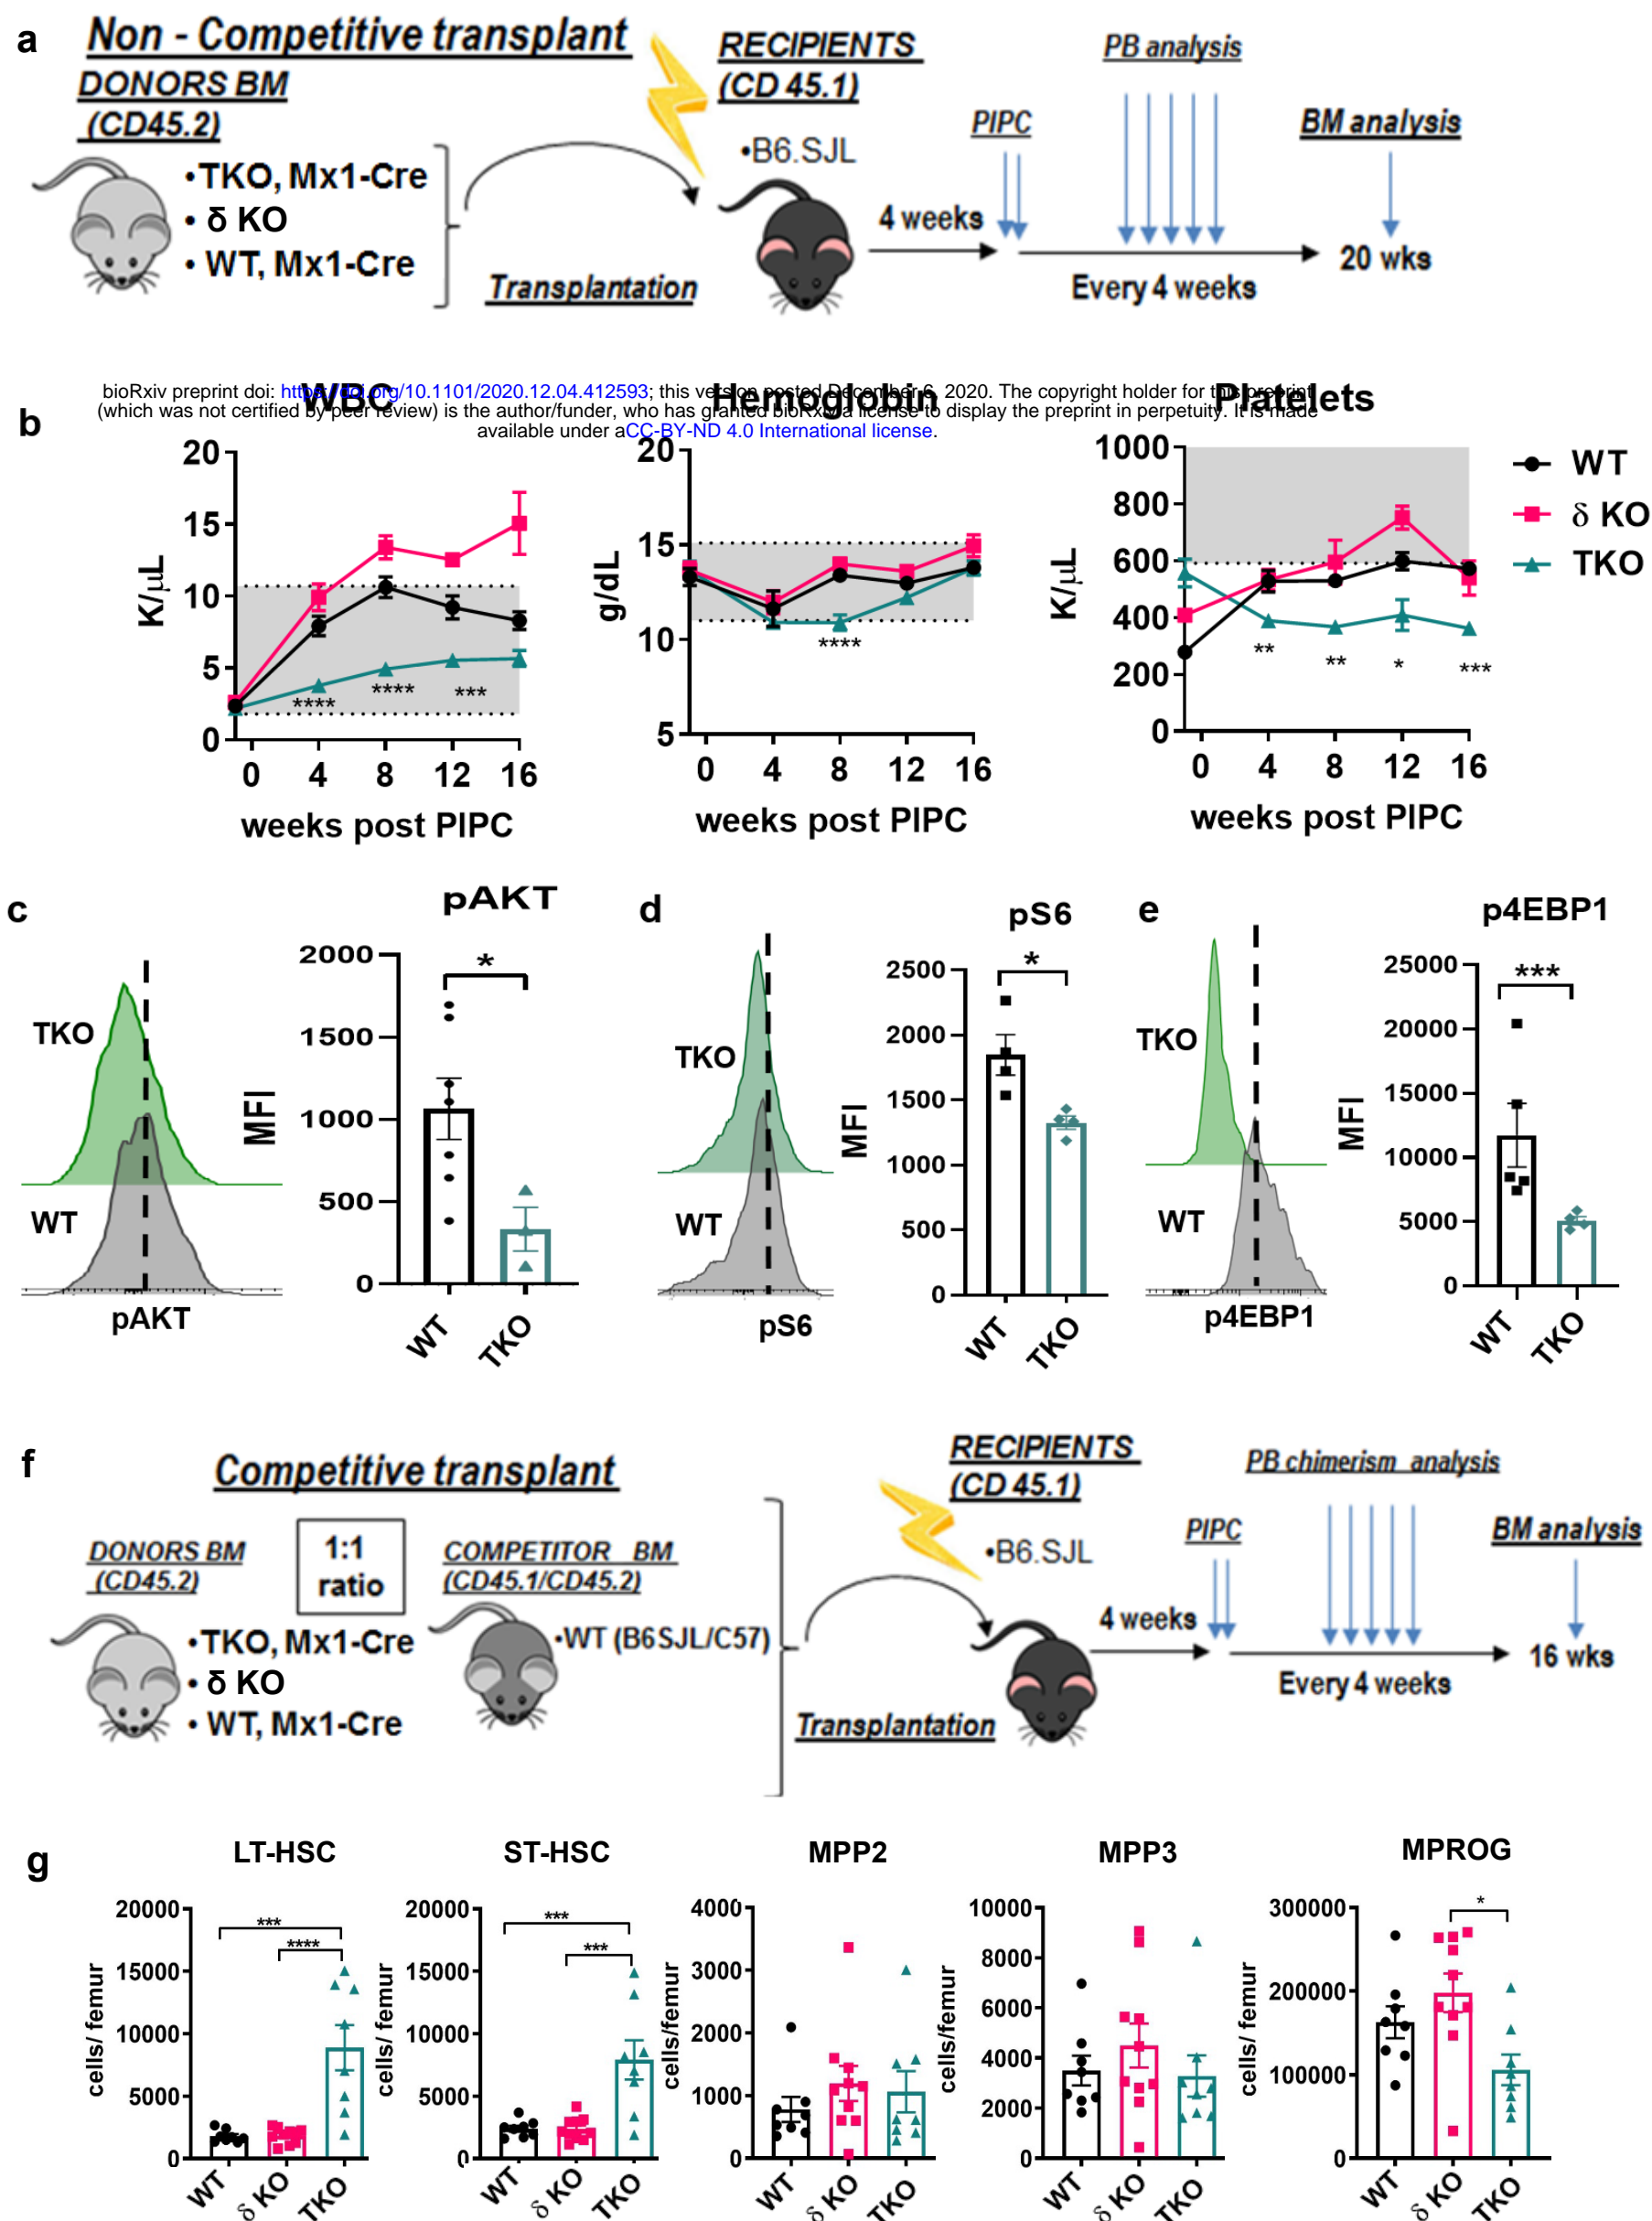 a
Non - Competitive transplant
DONORS BM
(CD45.2)
•TKO, Mx1-Cre
• δ KO
• WT, Mx1-Cre
Transplantation
RECIPIENTS
(CD 45.1)
•B6.SJL
4 weeks
PIPC
PB analysis
Every 4 weeks
BM analysis
20 wks
bioRxiv preprint doi: https://doi.org/10.1101/2020.12.04.412593; this version posted December 6, 2020. The copyright holder for this preprint
(which was not certified by peer review) is the author/funder, who has granted bioRxiv a license to display the preprint in perpetuity. It is made
available under aCC-BY-ND 4.0 International license.
b
WBC
K/μL
20
15
10
5
0
****
****
***
0 4 8 12 16
weeks post PIPC
Hemoglobin
g/dL
20
15
10
5
****
0 4 8 12 16
weeks post PIPC
Platelets
K/μL
1000
800
600
400
200
0
**
**
*
***
0 4 8 12 16
weeks post PIPC
WT
δ KO
TKO
c
TKO
WT
pAKT
pAKT
MFI
2000
1500
1000
500
0
*
WT
TKO
d
TKO
WT
pS6
pS6
MFI
2500
2000
1500
1000
500
0
*
WT
TKO
e
TKO
WT
p4EBP1
p4EBP1
MFI
25000
20000
15000
10000
5000
0
***
WT
TKO
f
Competitive transplant
DONORS BM
(CD45.2)
1:1
ratio
COMPETITOR BM
(CD45.1/CD45.2)
•TKO, Mx1-Cre
• δ KO
• WT, Mx1-Cre
•WT (B6SJL/C57)
Transplantation
RECIPIENTS
(CD 45.1)
•B6.SJL
4 weeks
PIPC
PB chimerism analysis
Every 4 weeks
BM analysis
16 wks
g
LT-HSC
cells/ femur
20000
15000
10000
5000
0
***
****
WT
δ KO
TKO
ST-HSC
cells/ femur
20000
15000
10000
5000
0
***
***
WT
δ KO
TKO
MPP2
cells/femur
4000
3000
2000
1000
0
WT
δ KO
TKO
MPP3
cells/femur
10000
8000
6000
4000
2000
0
WT
δ KO
TKO
MPROG
cells/ femur
300000
200000
100000
0
*
WT
δ KO
TKO